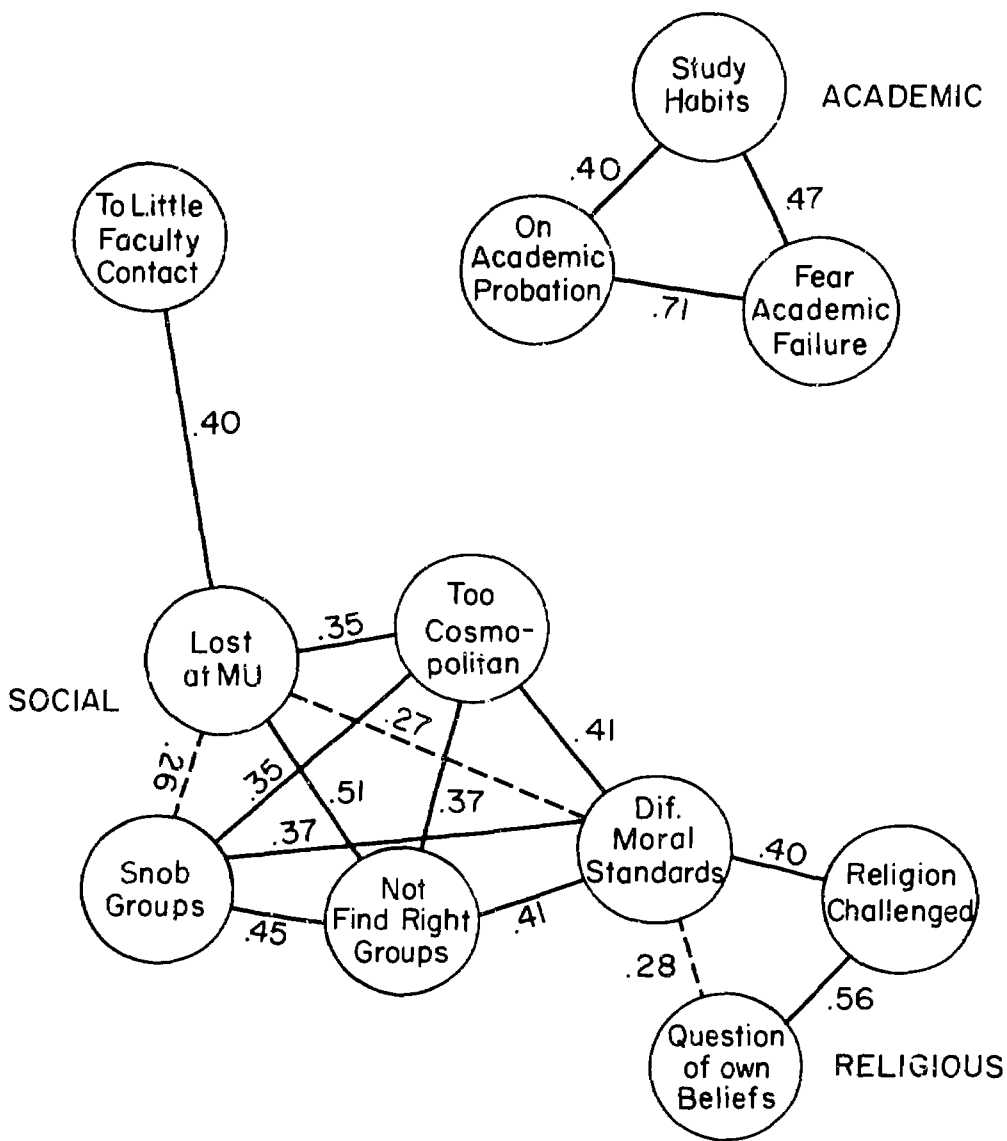 Study
Habits
ACADEMIC
.40
.47
To Little
Faculty
Contact
On
Academic
Probation
.71
Fear
Academic
Failure
.40
Lost
at MU
.35
Too
Cosmo-
politan
SOCIAL
.26
.35
.51
.27
.37
.41
.37
Snob
Groups
.45
Not
Find Right
Groups
.41
Dif.
Moral
Standards
.40
Religion
Challenged
.28
.56
Question
of own
Beliefs
RELIGIOUS